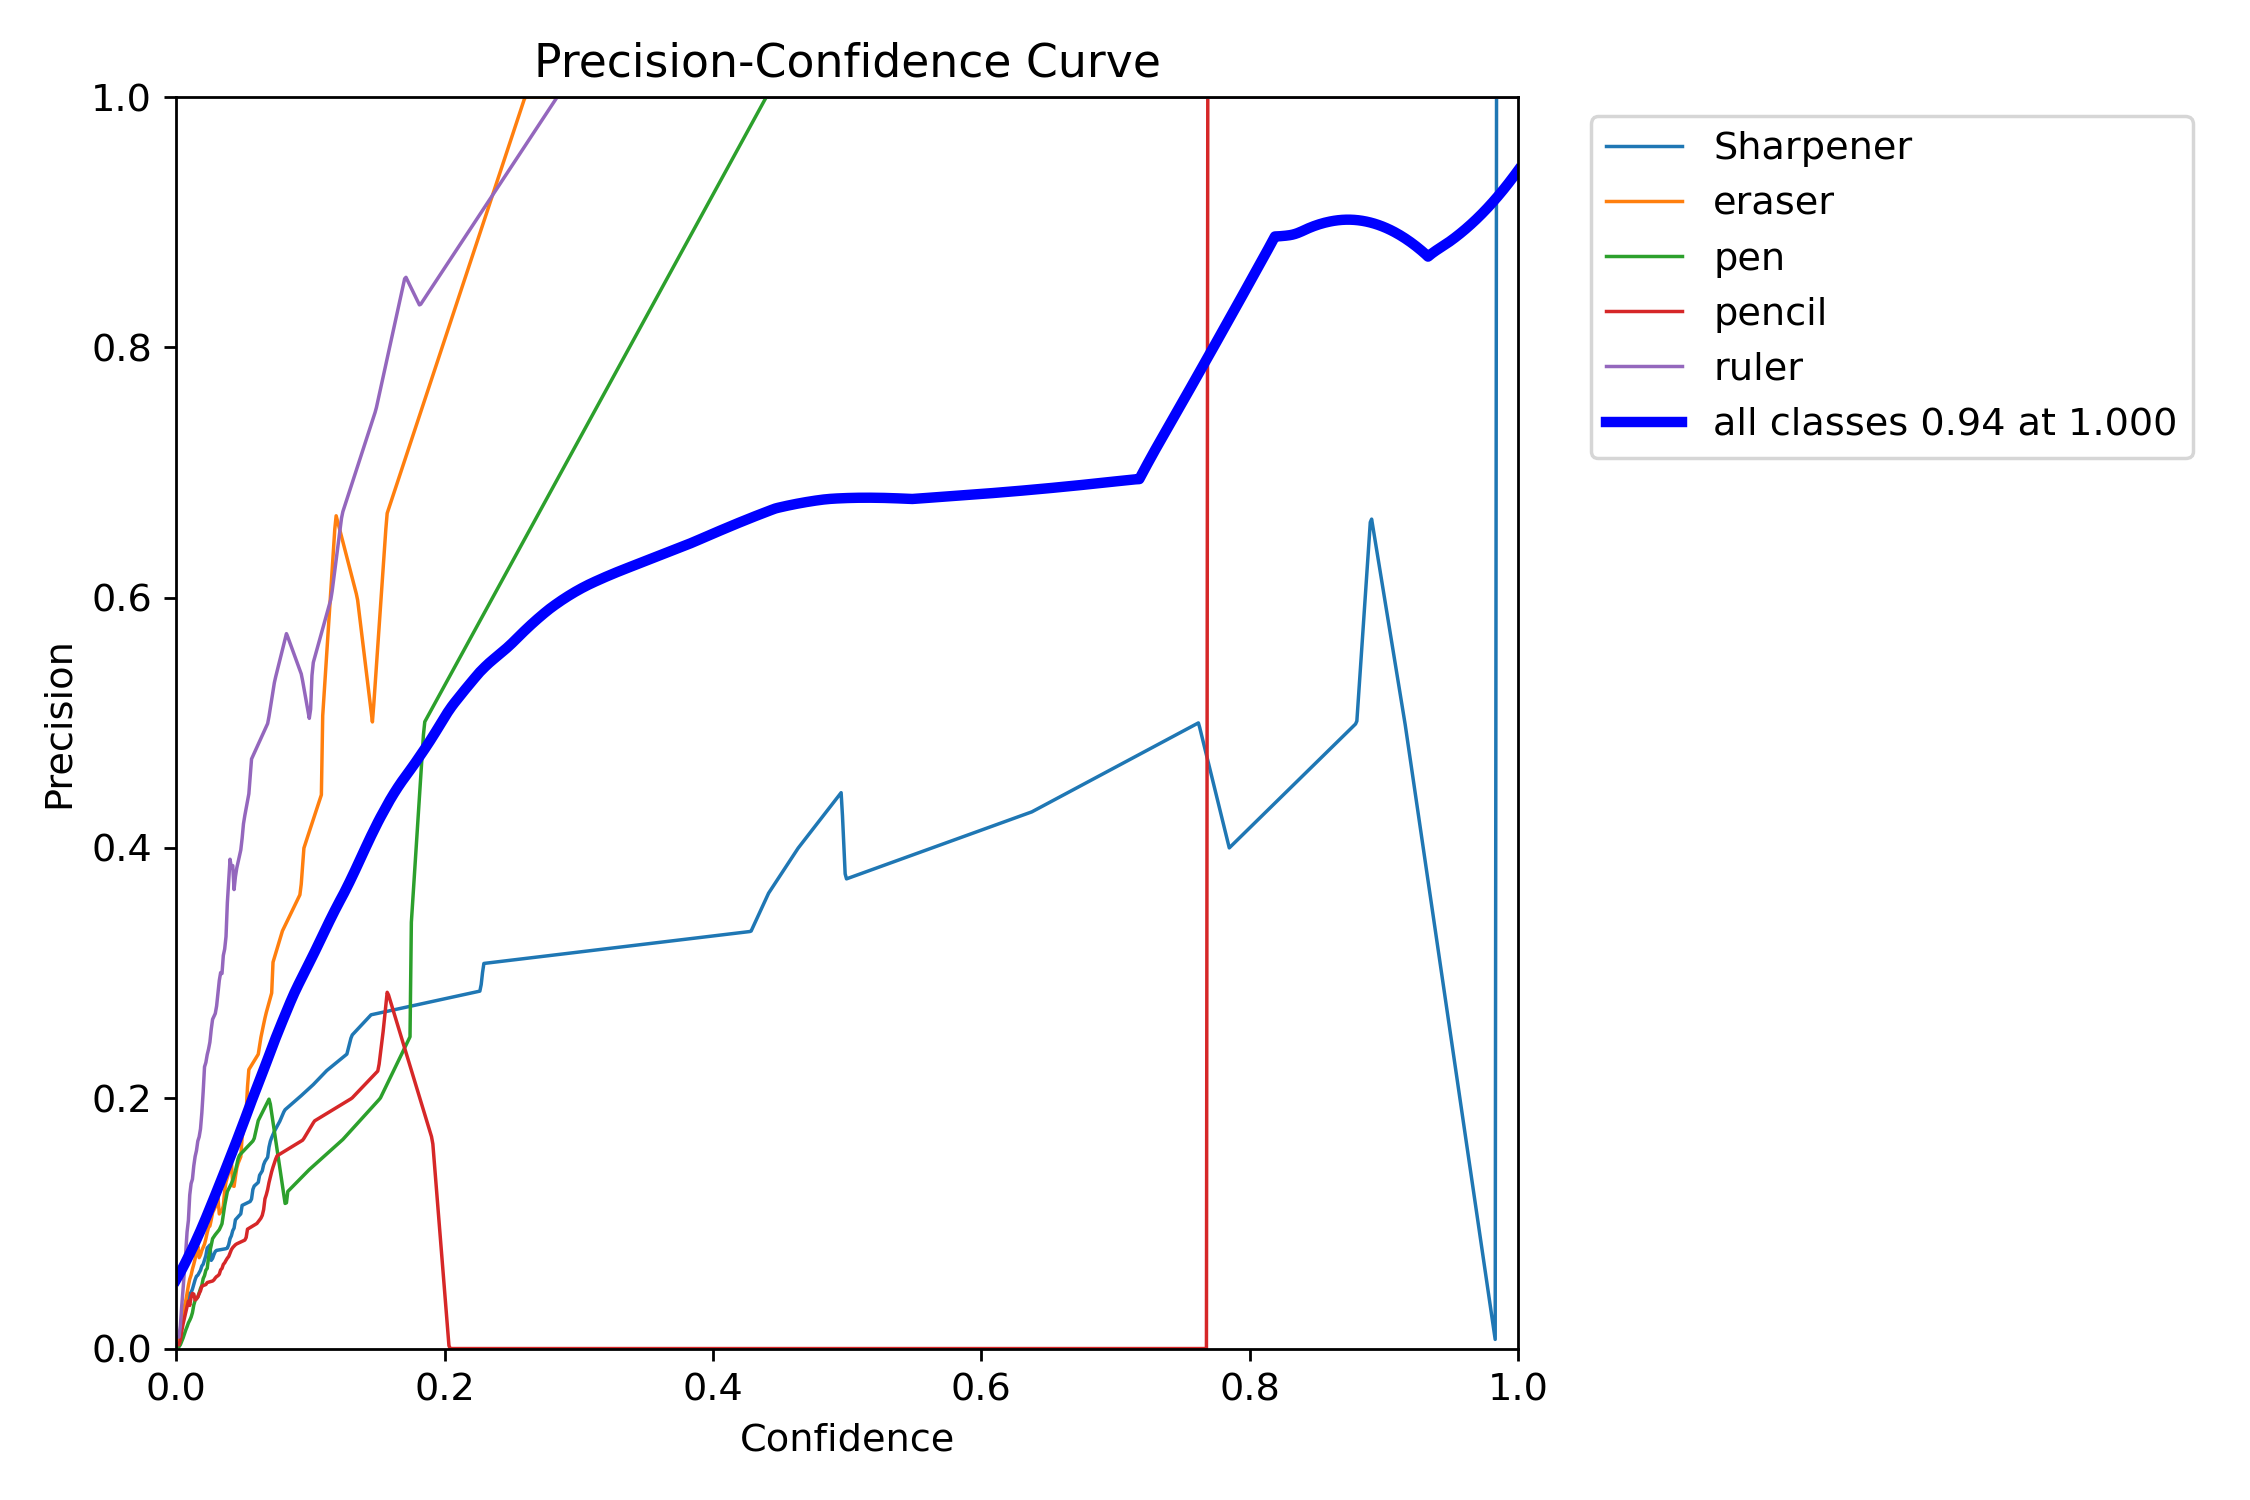 Precision-Confidence Curve
1.0
0.8
0.6
0.4
0.2
0.0
Precision
0.0 0.2 0.4 0.6 0.8 1.0
Confidence
Sharpener
eraser
pen
pencil
ruler
all classes 0.94 at 1.000